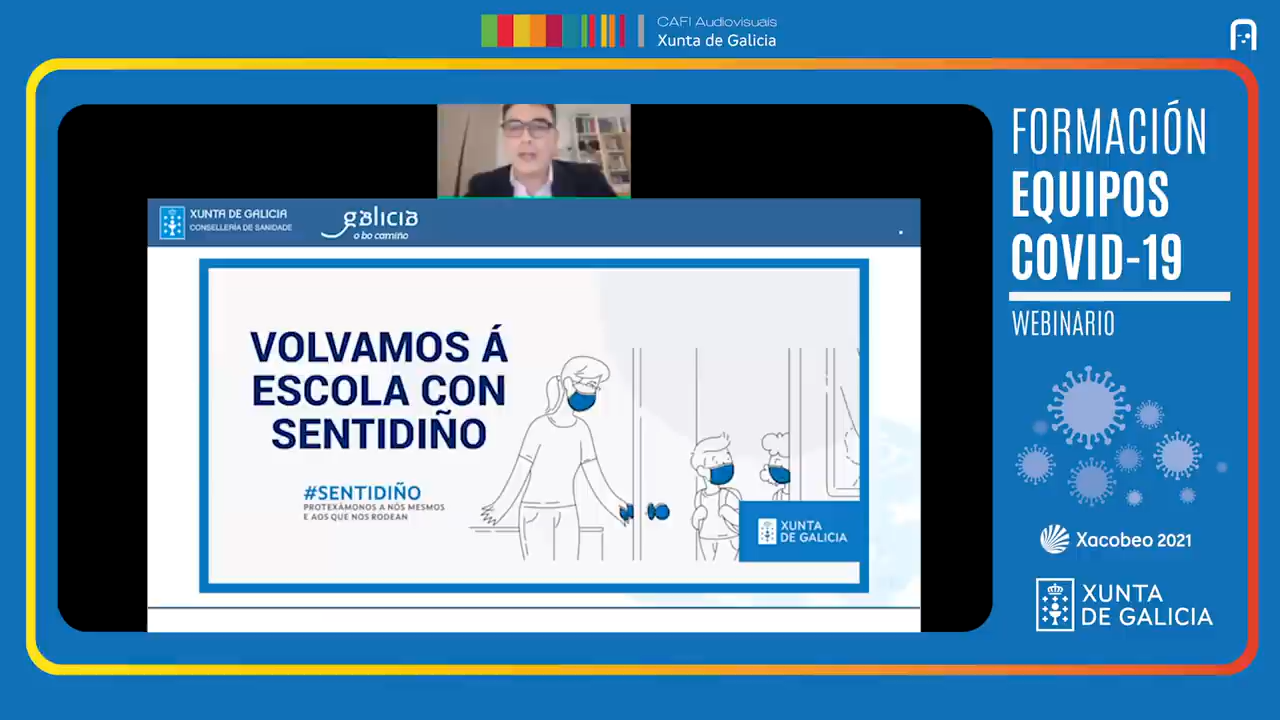 CAFI Audiovisuais
Xunta de Galicia
FORMACIÓN
EQUIPOS
COVID-19
WEBINARIO
XUNTA DE GALICIA
CONSELLERÍA DE SANIDADE
galicia
o bo camiño
VOLVAMOS Á
ESCOLA CON
SENTIDIÑO
#SENTIDIÑO
PROTEXÁMONOS A NÓS MESMOS
E AOS QUE NOS RODEAN
XUNTA
DE GALICIA
Xacobeo 2021
XUNTA
DE GALICIA